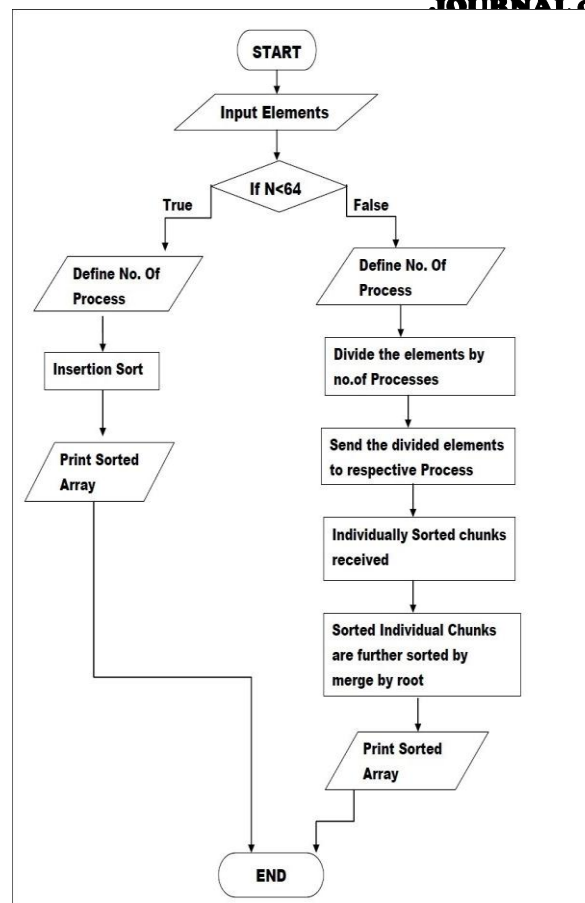 JOURNAL
START
Input Elements
If N<64
True
False
Define No. Of
Process
Insertion Sort
Print Sorted
Array
Define No. Of
Process
Divide the elements by
no.of Processes
Send the divided elements
to respective Process
Individually Sorted chunks
received
Sorted Individual Chunks
are further sorted by
merge by root
Print Sorted
Array
END